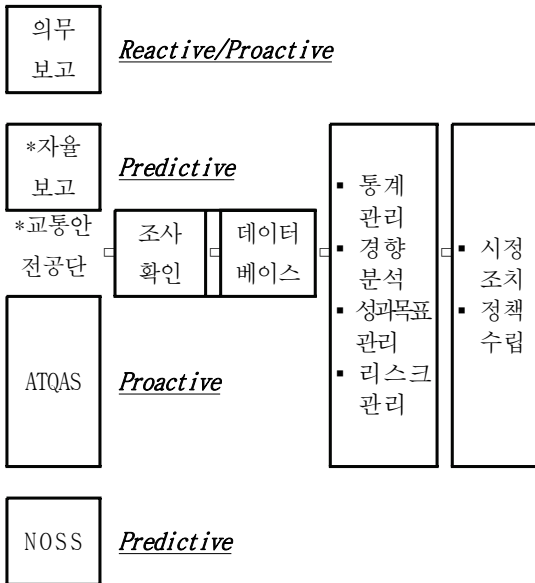 의무
보고
Reactive/Proactive
*자율
보고
Predictive
*교통안
전공단
조사
확인
데이터
베이스
▪ 통계
관리
▪ 경향
분석
▪ 성과목표
관리
▪ 리스크
관리
▪ 시정
조치
▪ 정책
수립
ATQAS
Proactive
NOSS
Predictive